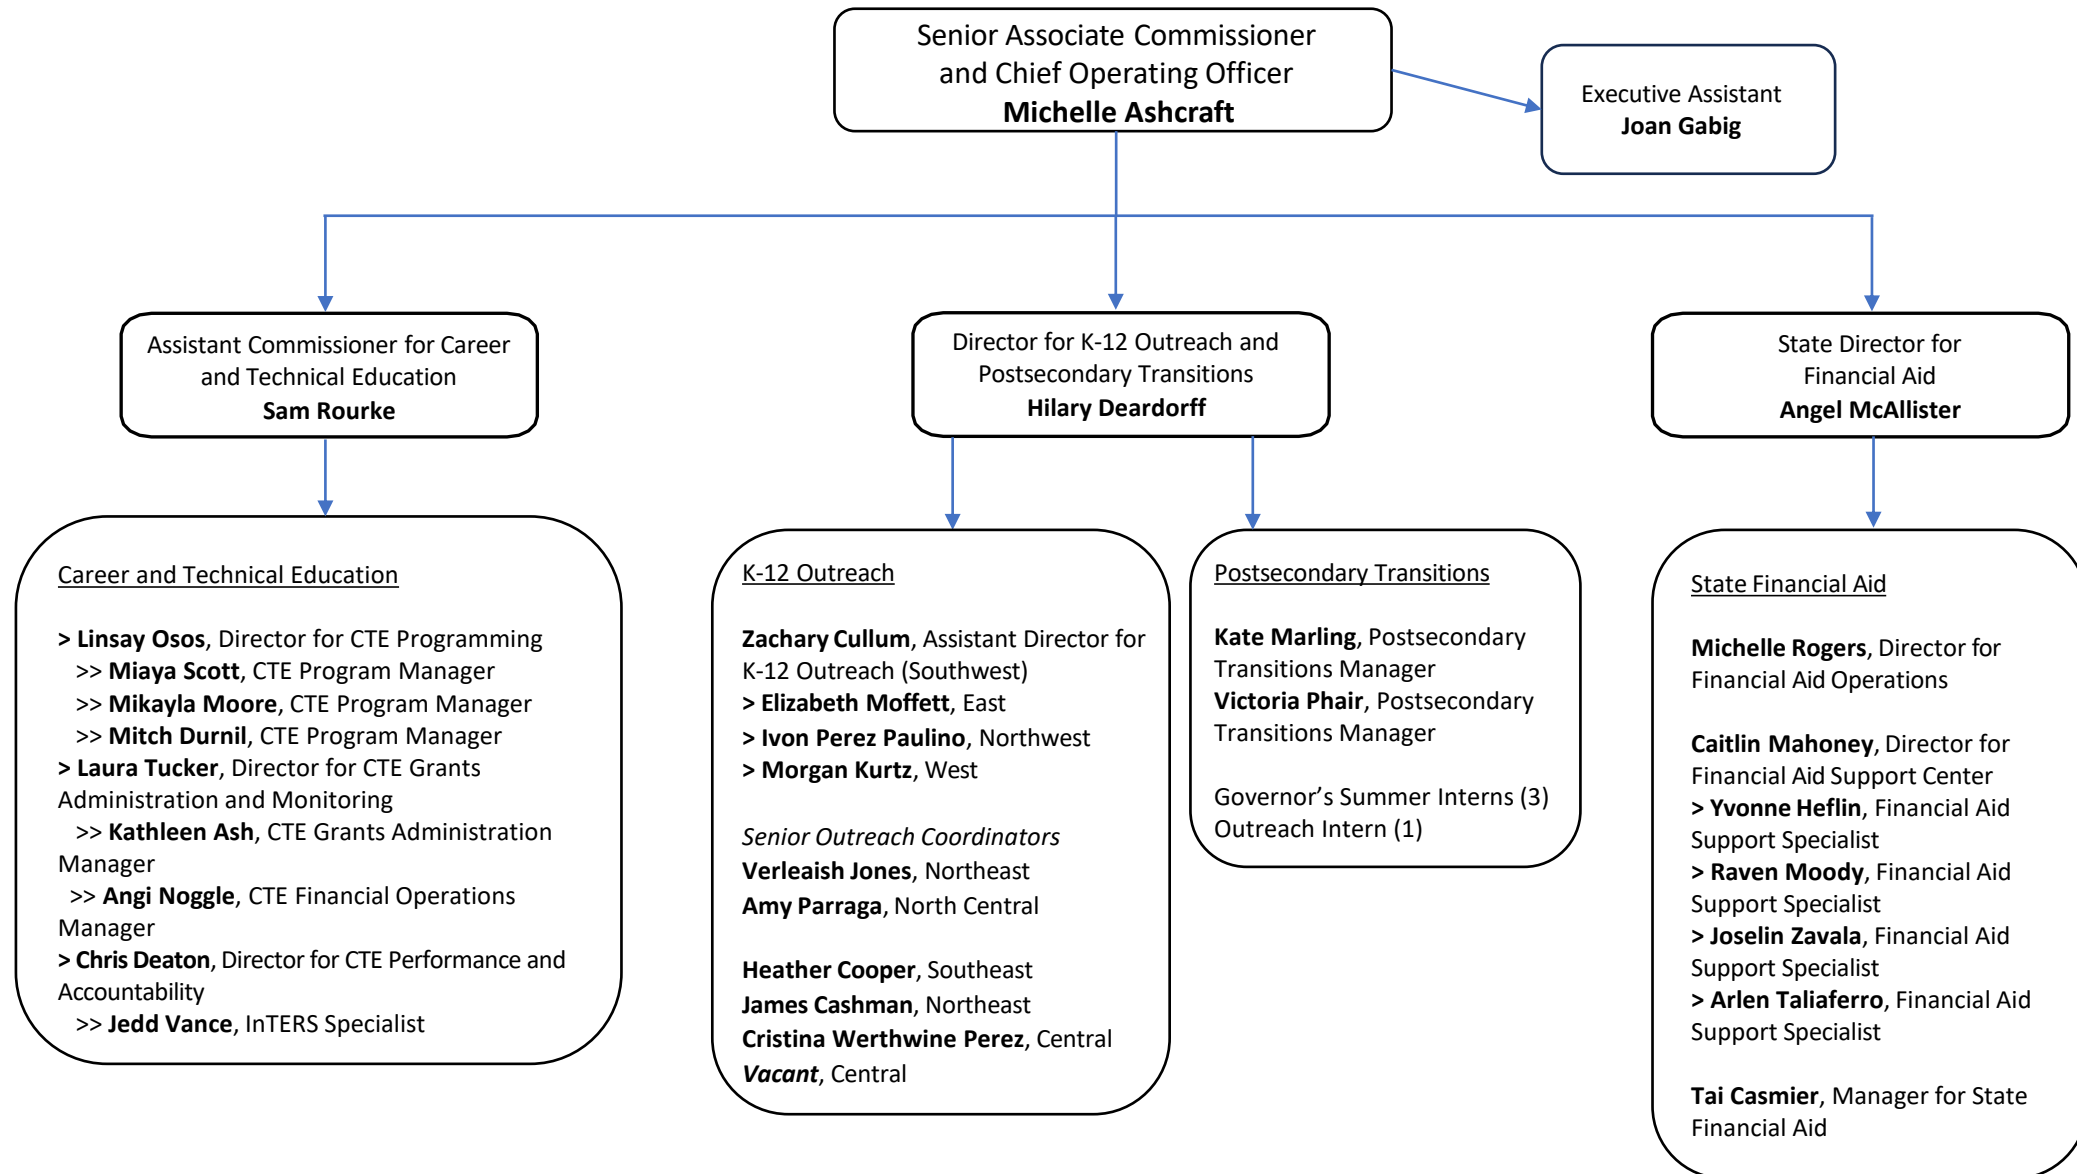 Senior Associate Commissioner
and Chief Operating Officer
Michelle Ashcraft
Executive Assistant
Joan Gabig
Assistant Commissioner for Career
and Technical Education
Sam Rourke
Director for K-12 Outreach and
Postsecondary Transitions
Hilary Deardorff
State Director for
Financial Aid
Angel McAllister
Career and Technical Education
> Linsay Osos, Director for CTE Programming
>> Miaya Scott, CTE Program Manager
>> Mikayla Moore, CTE Program Manager
>> Mitch Durnil, CTE Program Manager
> Laura Tucker, Director for CTE Grants
Administration and Monitoring
>> Kathleen Ash, CTE Grants Administration
Manager
>> Angi Noggle, CTE Financial Operations
Manager
> Chris Deaton, Director for CTE Performance and
Accountability
>> Jedd Vance, InTERS Specialist
K-12 Outreach
Zachary Cullum, Assistant Director for
K-12 Outreach (Southwest)
> Elizabeth Moffett, East
> Ivon Perez Paulino, Northwest
> Morgan Kurtz, West
Senior Outreach Coordinators
Verleaish Jones, Northeast
Amy Parraga, North Central
Heather Cooper, Southeast
James Cashman, Northeast
Cristina Werthwine Perez, Central
Vacant, Central
Postsecondary Transitions
Kate Marling, Postsecondary
Transitions Manager
Victoria Phair, Postsecondary
Transitions Manager
Governor’s Summer Interns (3)
Outreach Intern (1)
State Financial Aid
Michelle Rogers, Director for
Financial Aid Operations
Caitlin Mahoney, Director for
Financial Aid Support Center
> Yvonne Heflin, Financial Aid
Support Specialist
> Raven Moody, Financial Aid
Support Specialist
> Joselin Zavala, Financial Aid
Support Specialist
> Arlen Taliaferro, Financial Aid
Support Specialist
Tai Casmier, Manager for State
Financial Aid